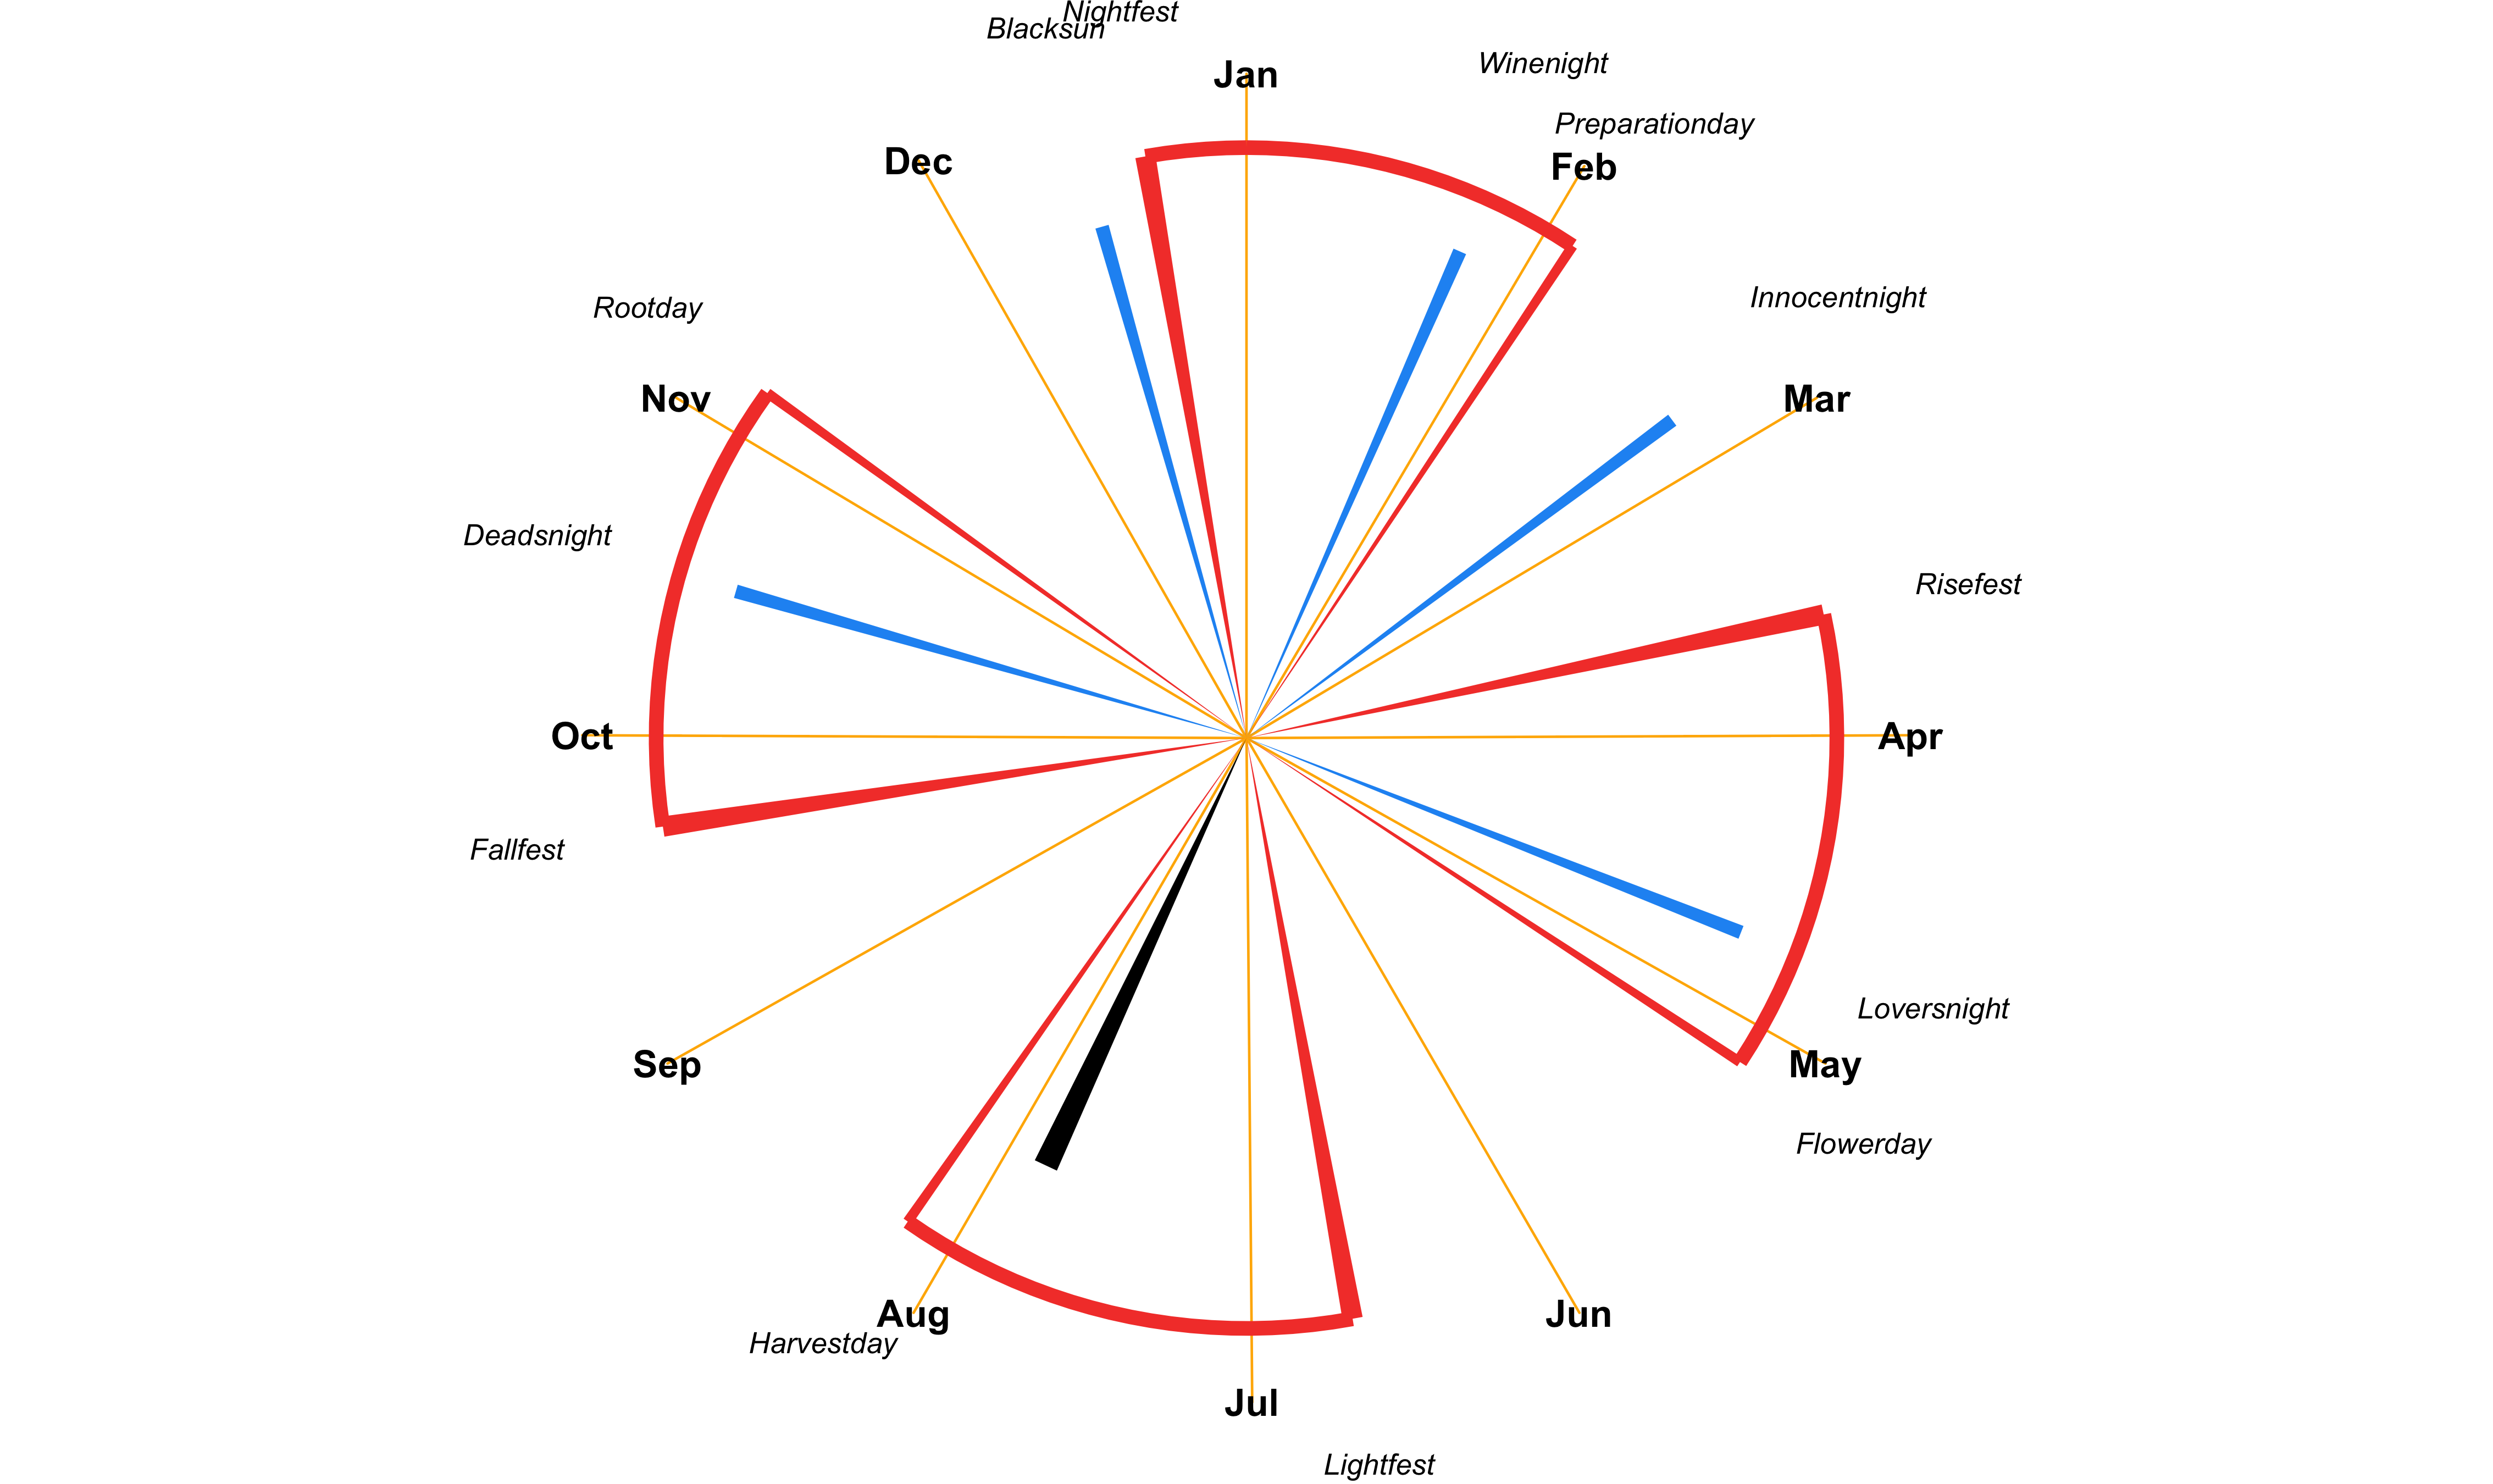 Nightfest
Blacksun
Jan
Winenight
Preparationday
Dec
Feb
Rootday
Innocentnight
Nov
Mar
Deadsnight
Risefest
Oct
Apr
Fallfest
Loversnight
Sep
May
Flowerday
Aug
Jun
Harvestday
Jul
Lightfest